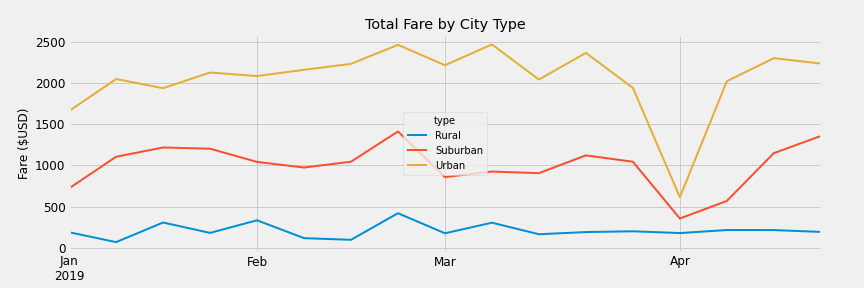 Total Fare by City Type
Fare ($USD)
2500
2000
1500
1000
500
0
type
Rural
Suburban
Urban
Jan
2019
Feb
Mar
Apr